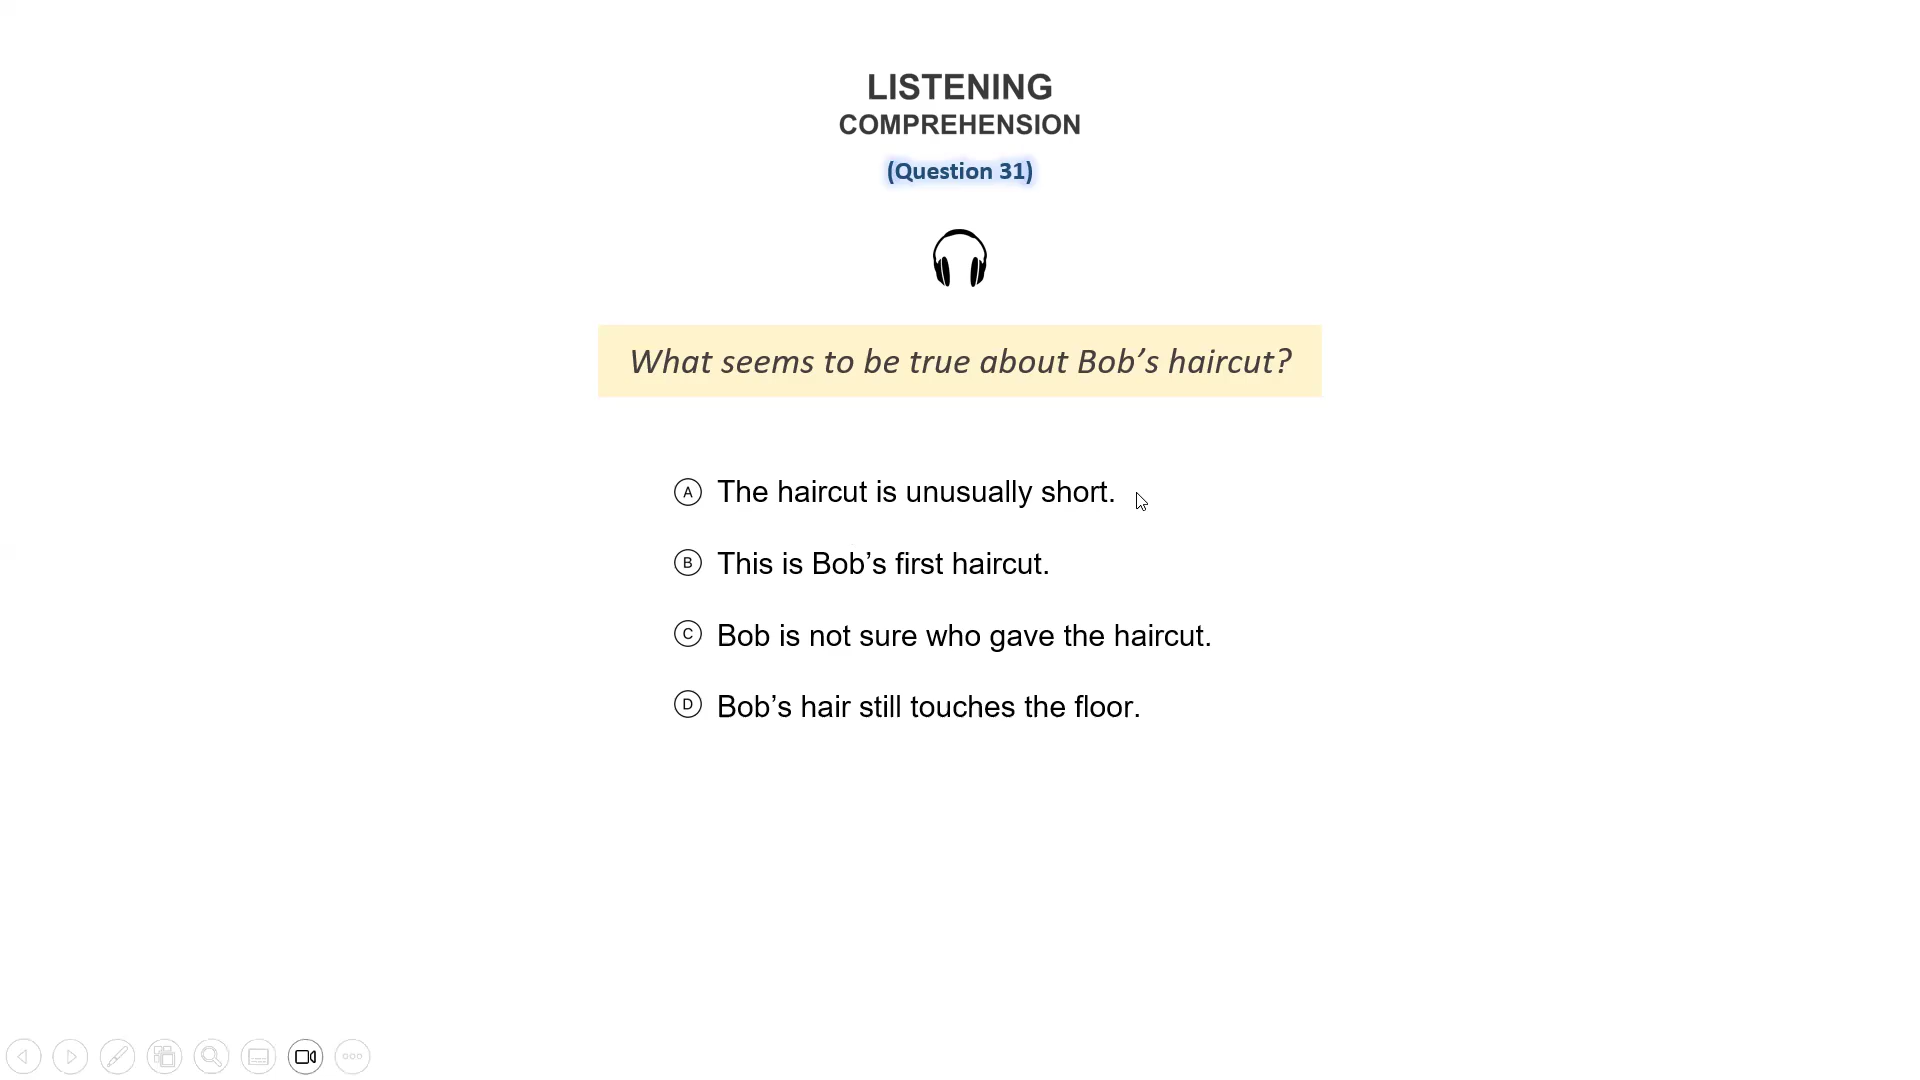 LISTENING
COMPREHENSION
(Question 31)
What seems to be true about Bob’s haircut?
A The haircut is unusually short.
B This is Bob’s first haircut.
C Bob is not sure who gave the haircut.
D Bob’s hair still touches the floor.